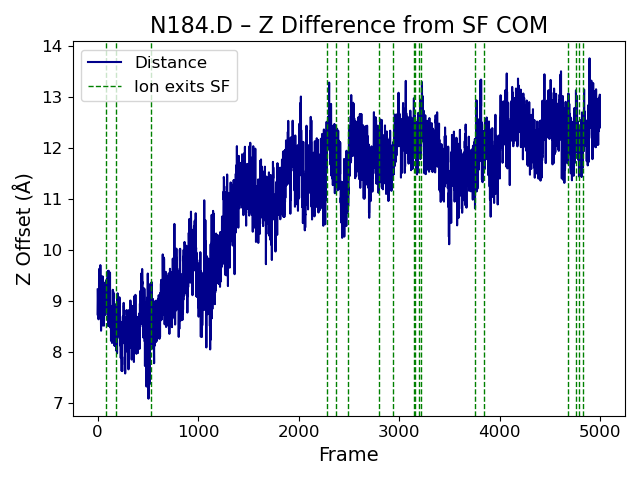 N184.D – Z Difference from SF COM
Distance
Ion exits SF
14
13
12
11
10
9
8
7
Z Offset (Å)
0 1000 2000 3000 4000 5000
Frame